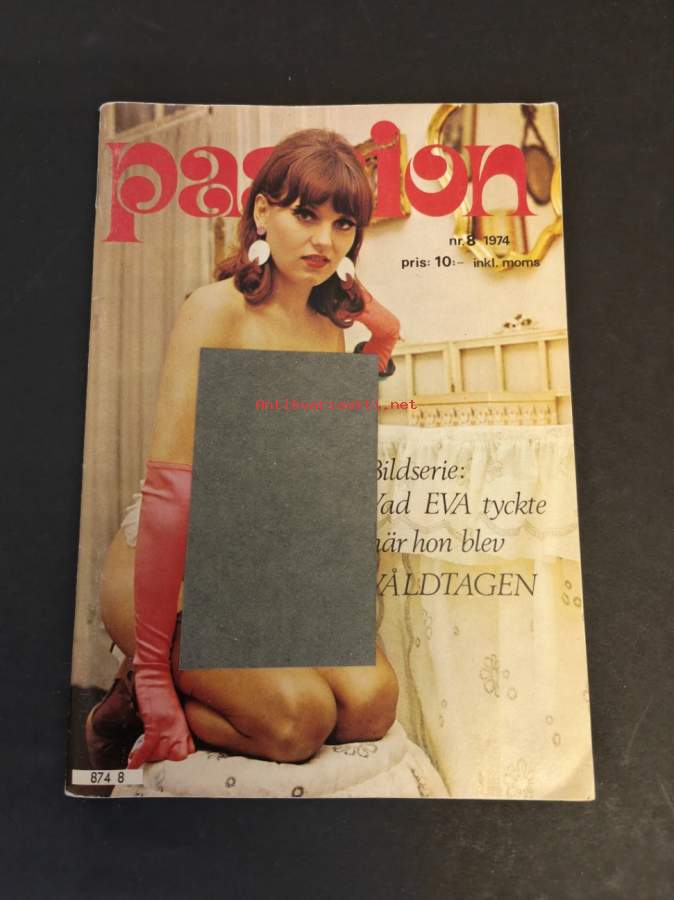 passion
nr. 8 1974
pris: 10:- inkl. moms
Antikvariaatti.net
Bildserie:
Vad EVA tyckte
när hon blev
VÅLDTAGEN
874 8